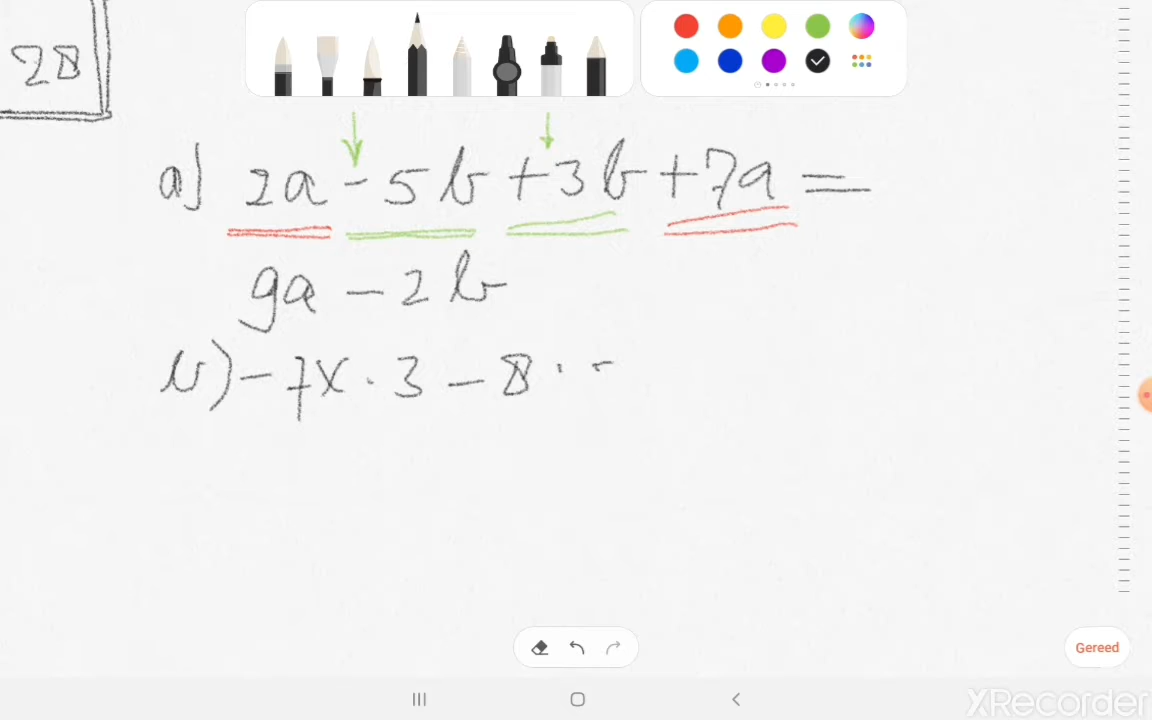 28
a) 2a - 5b + 3b + 7a =
9a - 2b
b) - 7x · 3 - 8 · -
Gereed
XRecorder